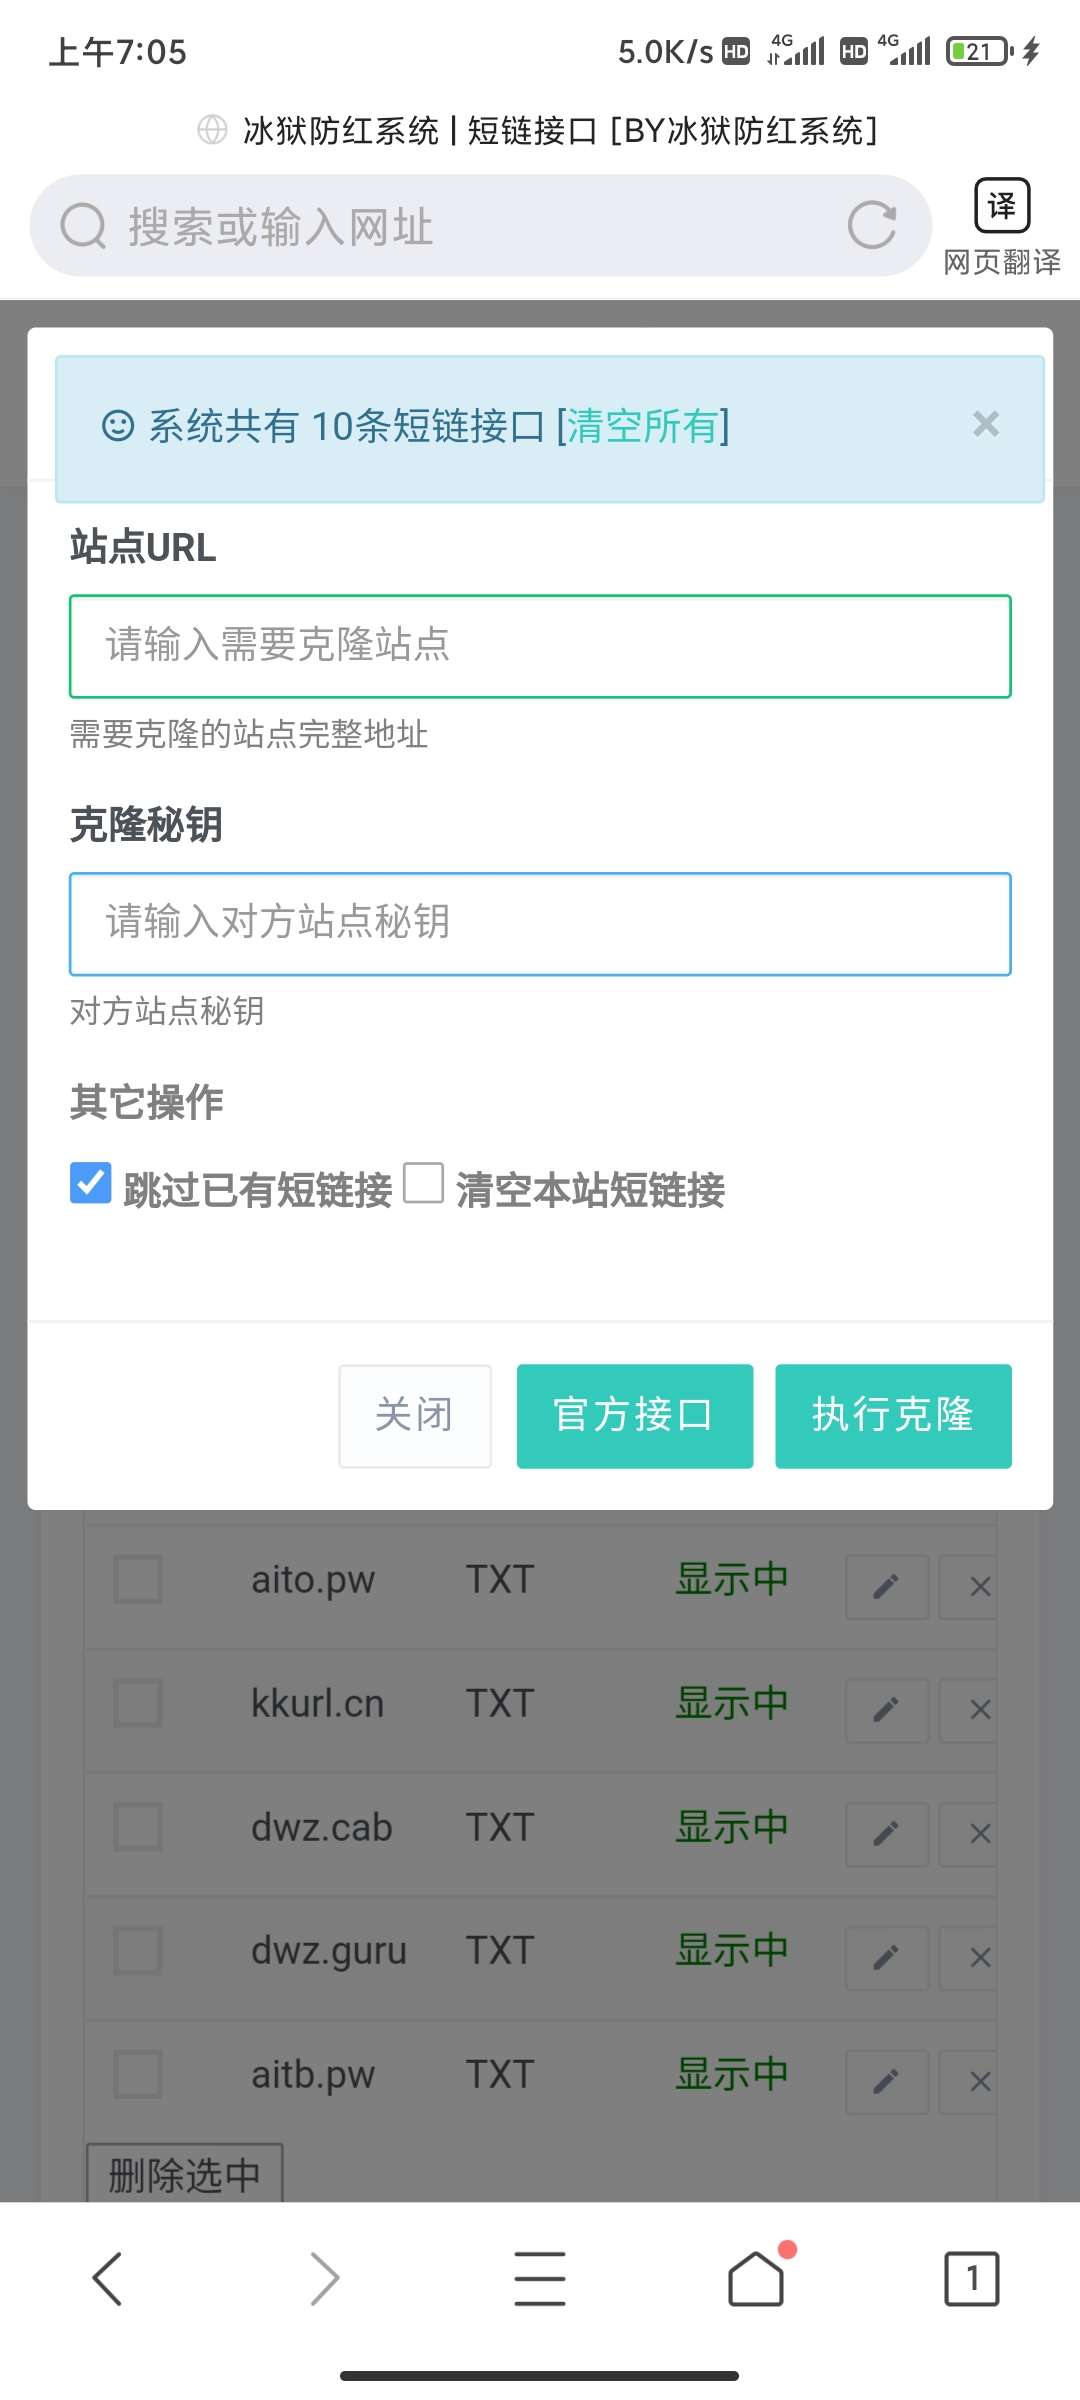 上午7:05 5.0K/s HD 4G HD 4G 21
冰狱防红系统 | 短链接口 [BY冰狱防红系统]
搜索或输入网址
译
网页翻译
系统共有 10条短链接口 [清空所有] ×
站点URL
请输入需要克隆站点
需要克隆的站点完整地址
克隆秘钥
请输入对方站点秘钥
对方站点秘钥
其它操作
跳过已有短链接 清空本站短链接
关闭 官方接口 执行克隆
aito.pw TXT 显示中
kkurl.cn TXT 显示中
dwz.cab TXT 显示中
dwz.guru TXT 显示中
aitb.pw TXT 显示中
删除选中
1